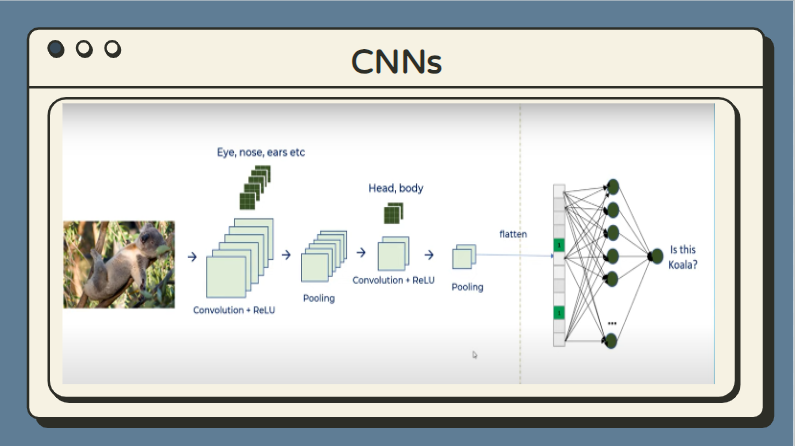 CNNs
Eye, nose, ears etc
Head, body
flatten
Is this
Koala?
Convolution + ReLU
Pooling
Convolution + ReLU
Pooling
1
1
...